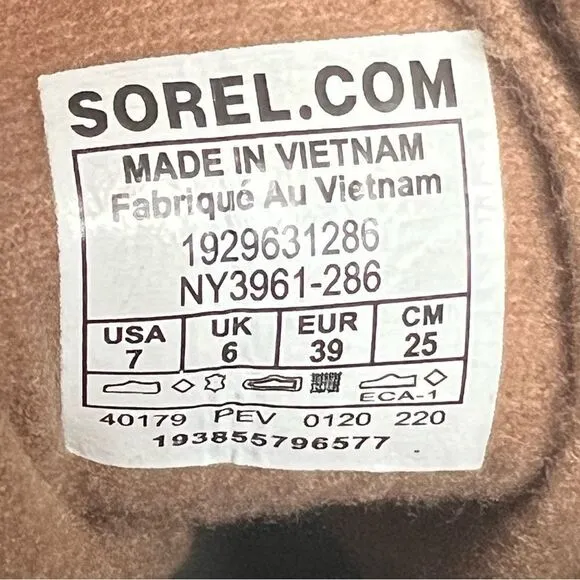 SOREL.COM
MADE IN VIETNAM
Fabriqué Au Vietnam
1929631286
NY3961-286
USA UK EUR CM
7 6 39 25
ECA-1
40179 PEV 0120 220
193855796577